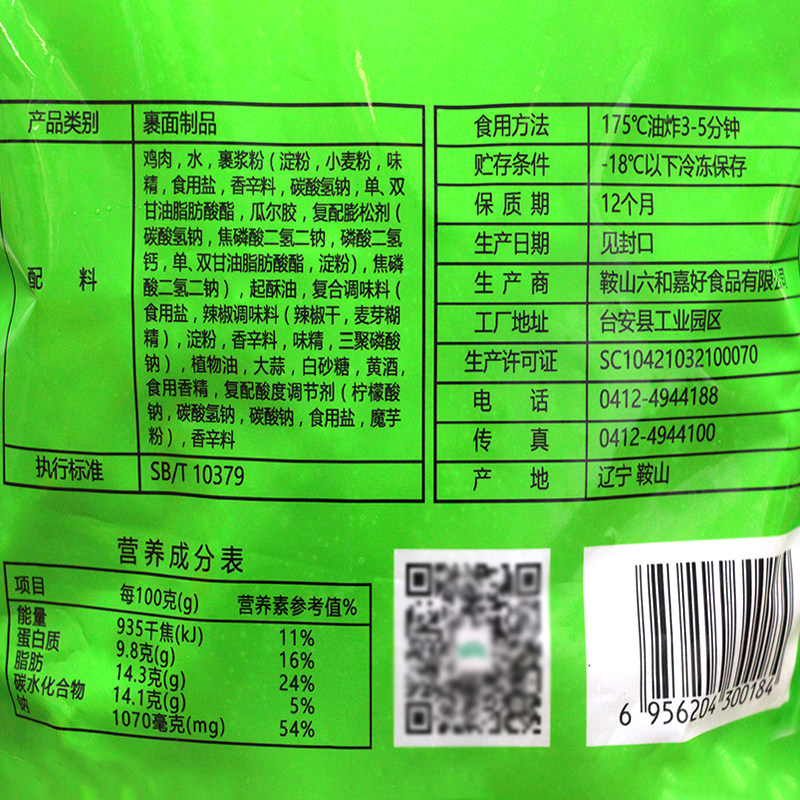 产品类别
裹面制品
配 料
鸡肉，水，裹浆粉（淀粉，小麦粉，味
精，食用盐，香辛料，碳酸氢钠，单、双
甘油脂肪酸酯，瓜尔胶，复配膨松剂（
碳酸氢钠，焦磷酸二氢二钠，磷酸二氢
钙，单、双甘油脂肪酸酯，淀粉），焦磷
酸二氢二钠），起酥油，复合调味料（
食用盐，辣椒调味料（辣椒干，麦芽糊
精），淀粉，香辛料，味精，三聚磷酸
钠），植物油，大蒜，白砂糖，黄酒，
食用香精，复配酸度调节剂（柠檬酸
钠，碳酸氢钠，碳酸钠，食用盐，魔芋
粉），香辛料
执行标准
SB/T 10379
食用方法
175℃油炸3-5分钟
贮存条件
-18℃以下冷冻保存
保 质 期
12个月
生产日期
见封口
生 产 商
鞍山六和嘉好食品有限公司
工厂地址
台安县工业园区
生产许可证
SC10421032100070
电 话
0412-4944188
传 真
0412-4944100
产 地
辽宁 鞍山
营养成分表
项目 每100克(g) 营养素参考值%
能量 935千焦(kJ) 11%
蛋白质 9.8克(g) 16%
脂肪 14.3克(g) 24%
碳水化合物 14.1克(g) 5%
钠 1070毫克(mg) 54%
6 956204 300184